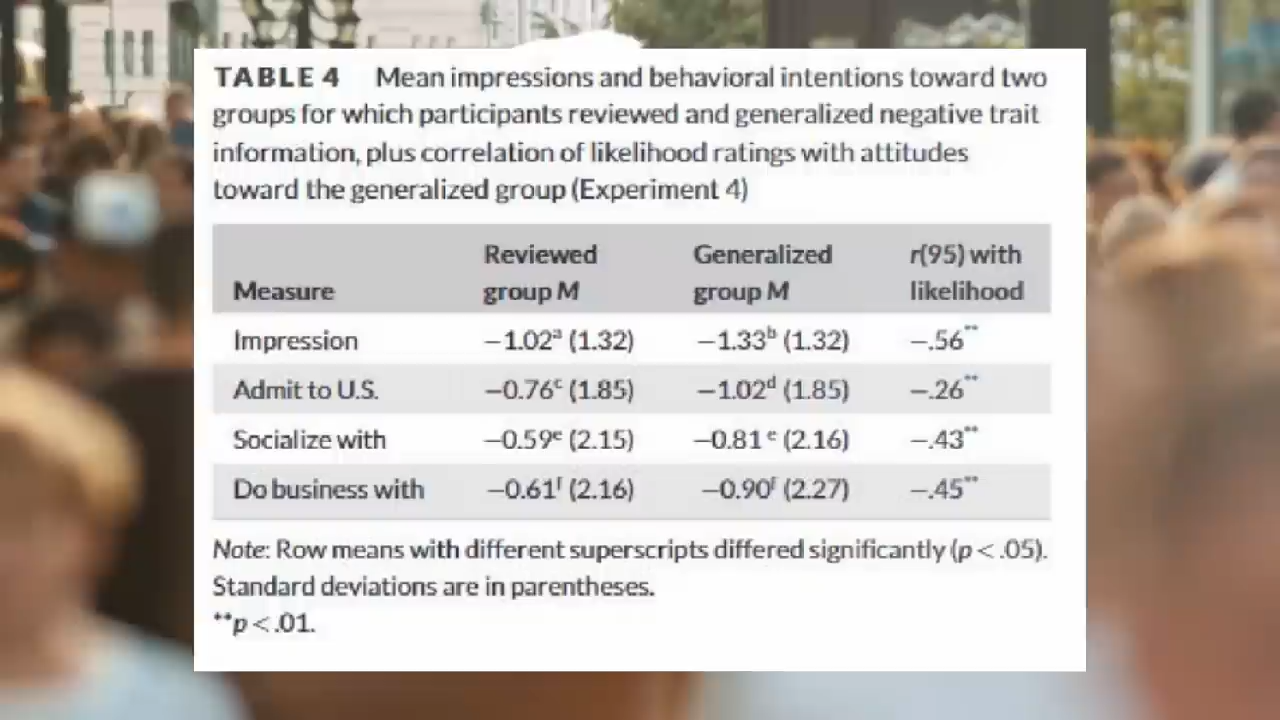 TABLE 4 Mean impressions and behavioral intentions toward two
groups for which participants reviewed and generalized negative trait
information, plus correlation of likelihood ratings with attitudes
toward the generalized group (Experiment 4)
Measure Reviewed group M Generalized group M r(95) with likelihood
Impression −1.02ᵃ (1.32) −1.33ᵇ (1.32) −.56**
Admit to U.S. −0.76ᶜ (1.85) −1.02ᵈ (1.85) −.26**
Socialize with −0.59ᵉ (2.15) −0.81ᵉ (2.16) −.43**
Do business with −0.61ᶠ (2.16) −0.90ᶠ (2.27) −.45**
Note: Row means with different superscripts differed significantly (p < .05).
Standard deviations are in parentheses.
**p < .01.